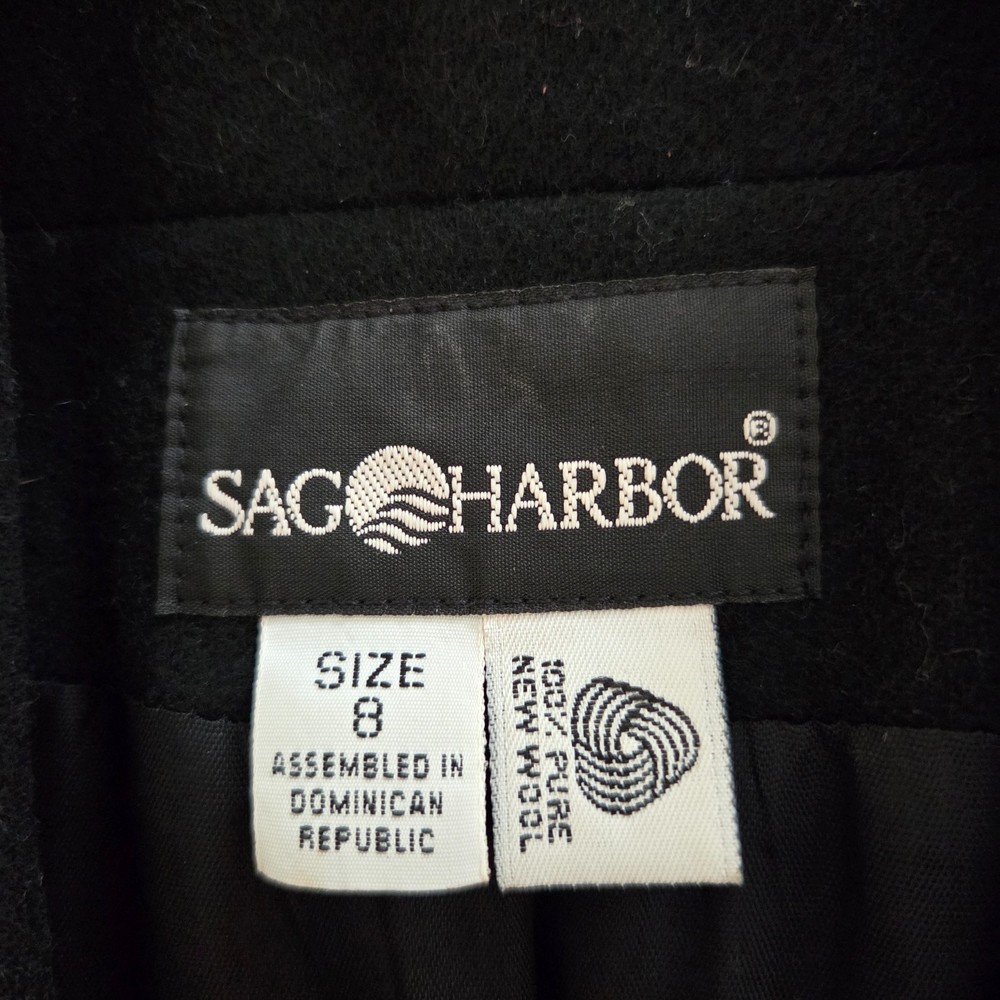 SAG HARBOR®
SIZE
8
ASSEMBLED IN
DOMINICAN
REPUBLIC
100% PURE
NEW WOOL